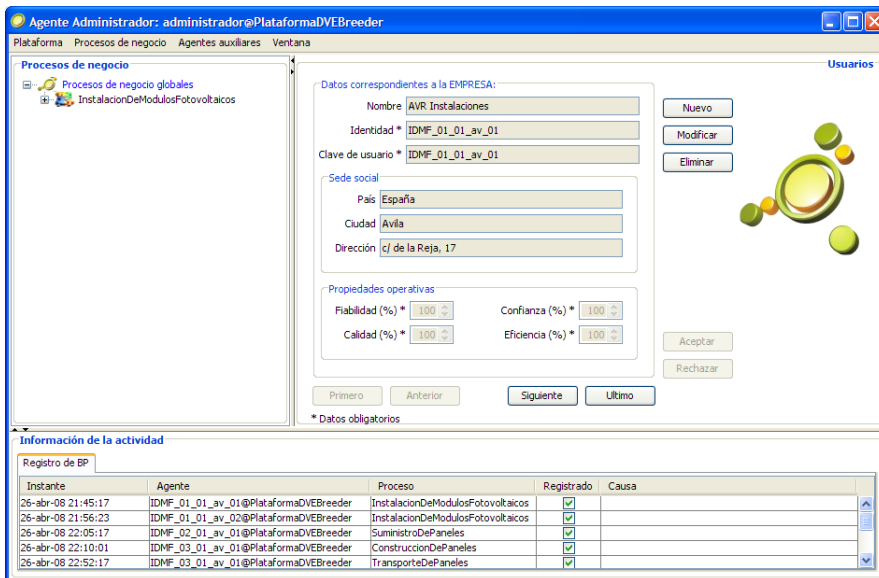 Agente Administrador: administrador@PlataformaDVEBreeder
Plataforma Procesos de negocio Agentes auxiliares Ventana
Procesos de negocio
Procesos de negocio globales
InstalacionDeModulosFotovoltaicos
Usuarios
Datos correspondientes a la EMPRESA:
Nombre AVR Instalaciones
Identidad * IDMF_01_01_av_01
Clave de usuario * IDMF_01_01_av_01
Sede social
País España
Ciudad Avila
Dirección c/ de la Reja, 17
Propiedades operativas
Fiabilidad (%) * 100 Confianza (%) * 100
Calidad (%) * 100 Eficiencia (%) * 100
Nuevo
Modificar
Eliminar
Aceptar
Rechazar
Primero Anterior Siguiente Ultimo
* Datos obligatorios
Información de la actividad
Registro de BP
Instante Agente Proceso Registrado Causa
26-abr-08 21:45:17 IDMF_01_01_av_01@PlataformaDVEBreeder InstalacionDeModulosFotovoltaicos
26-abr-08 21:56:23 IDMF_01_01_av_02@PlataformaDVEBreeder InstalacionDeModulosFotovoltaicos
26-abr-08 22:05:17 IDMF_02_01_av_01@PlataformaDVEBreeder SuministroDePaneles
26-abr-08 22:10:01 IDMF_03_01_av_01@PlataformaDVEBreeder ConstruccionDePaneles
26-abr-08 22:52:17 IDMF_03_01_av_01@PlataformaDVEBreeder TransporteDePaneles